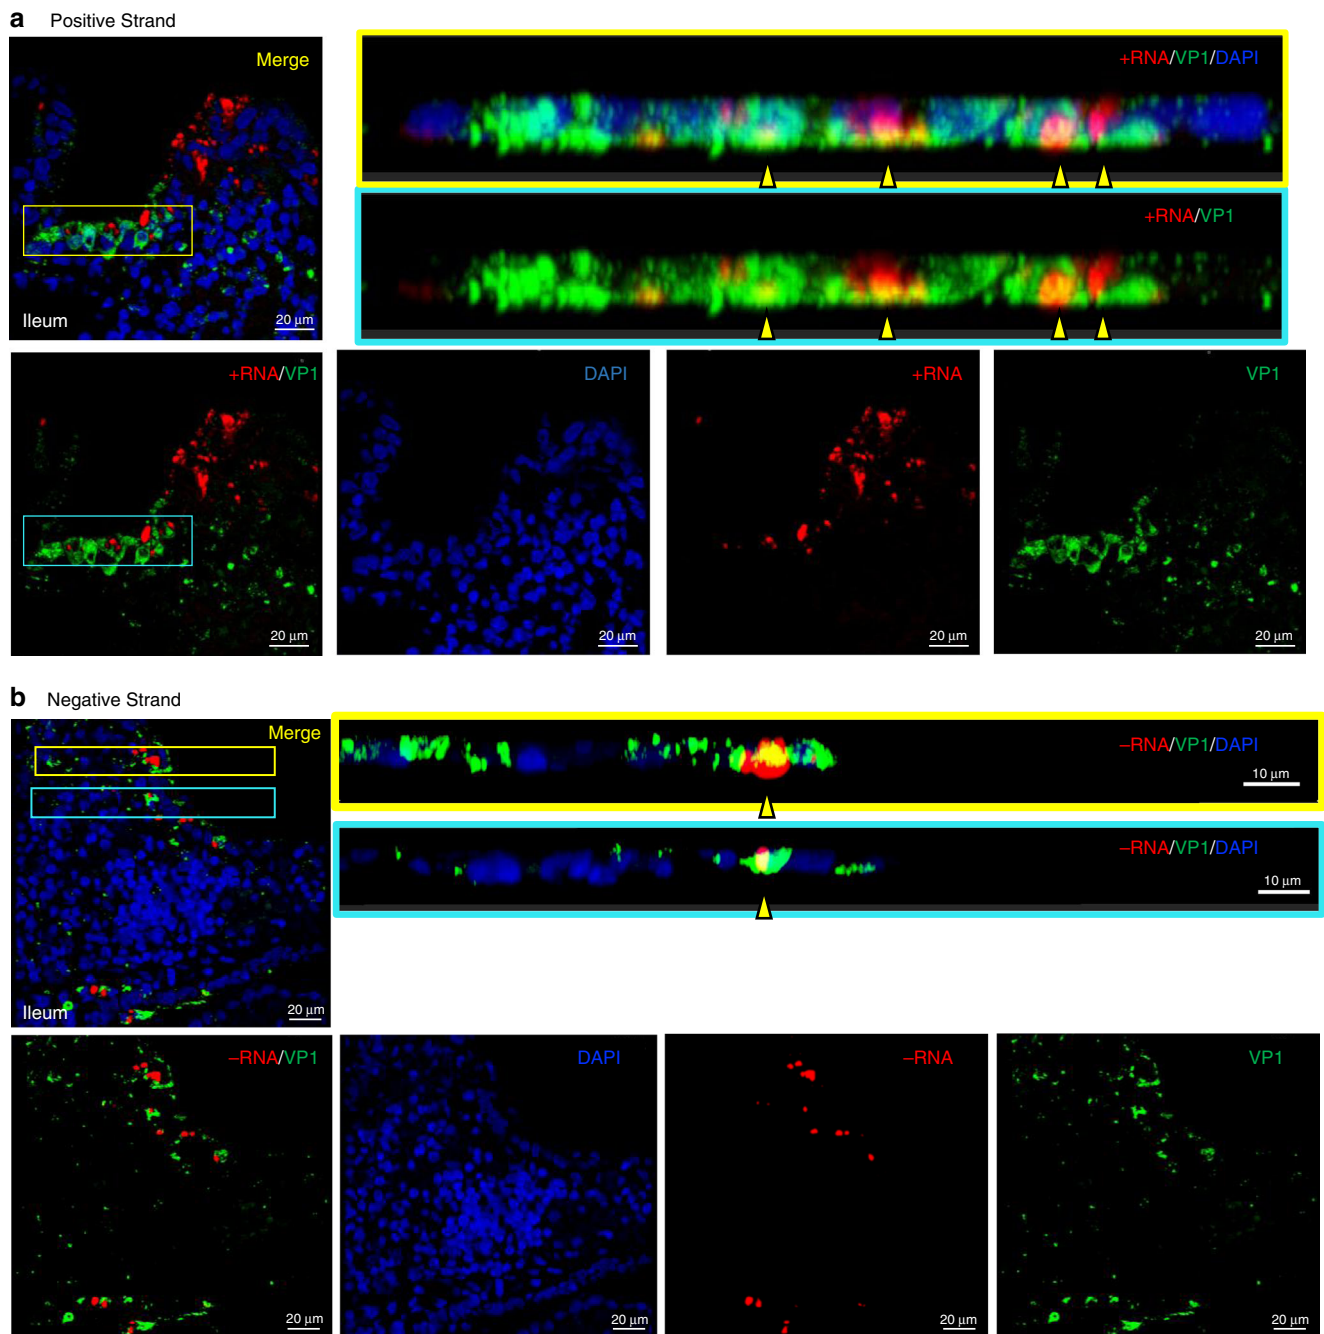 a Positive Strand
Merge
Ileum
20 µm
+RNA/VP1/DAPI
+RNA/VP1
+RNA/VP1
20 µm
DAPI
20 µm
+RNA
20 µm
VP1
20 µm
b Negative Strand
Merge
Ileum
20 µm
–RNA/VP1/DAPI
10 µm
–RNA/VP1/DAPI
10 µm
–RNA/VP1
20 µm
DAPI
20 µm
–RNA
20 µm
VP1
20 µm